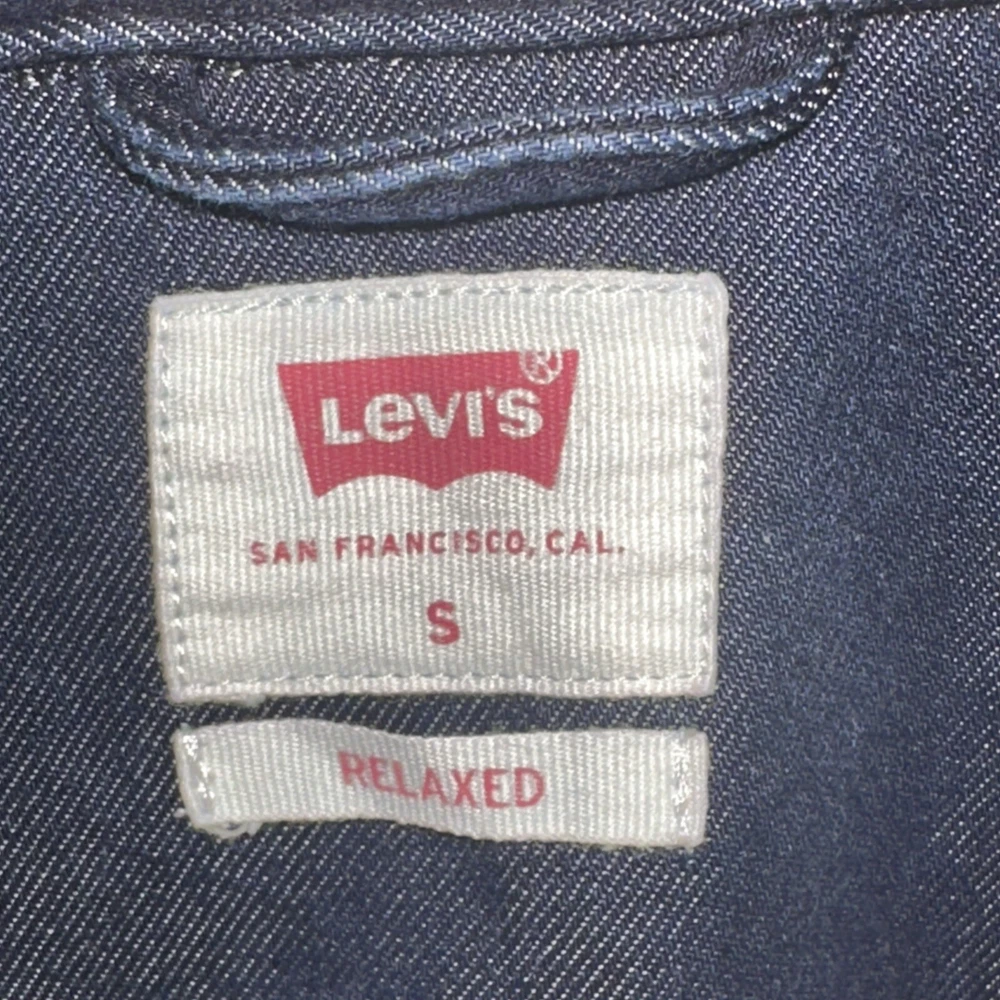 LEVI'S®
SAN FRANCISCO, CAL.
S
RELAXED